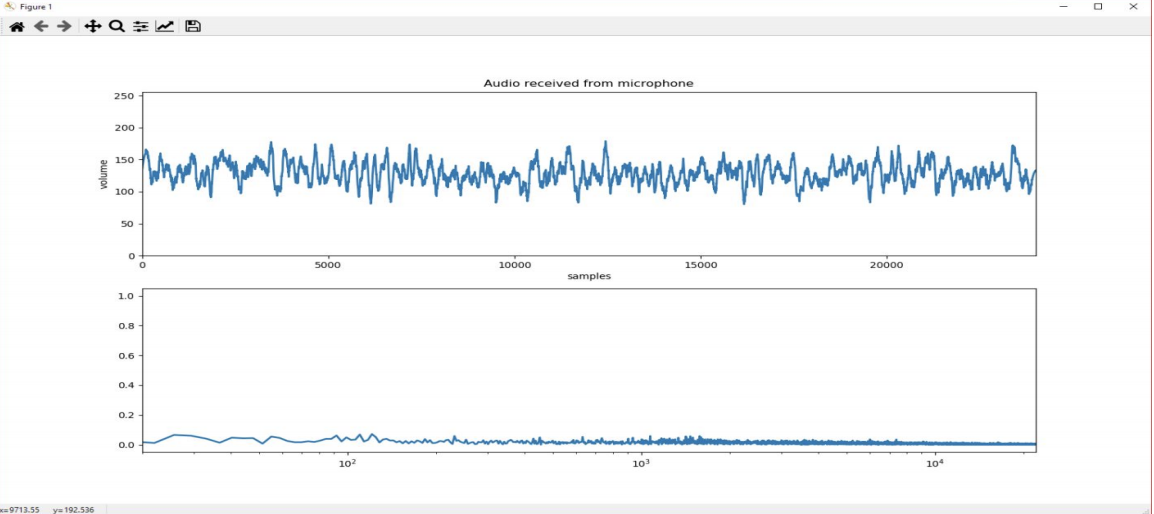 Figure 1
Audio received from microphone
250
200
150
100
50
0
volume
0 5000 10000 15000 20000
samples
1.0
0.8
0.6
0.4
0.2
0.0
10² 10³ 10⁴
x=9713.55 y=192.536